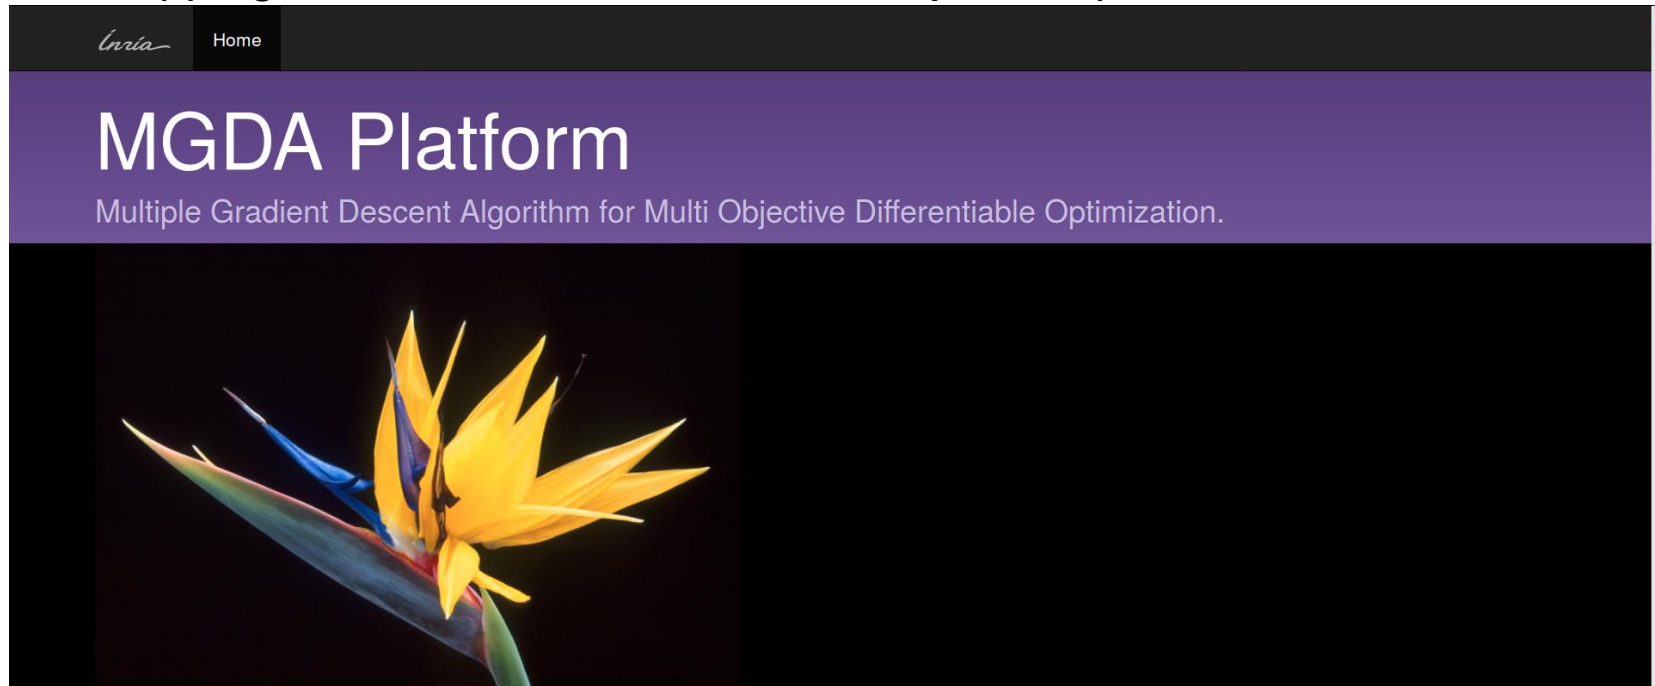 Inria Home
MGDA Platform
Multiple Gradient Descent Algorithm for Multi Objective Differentiable Optimization.